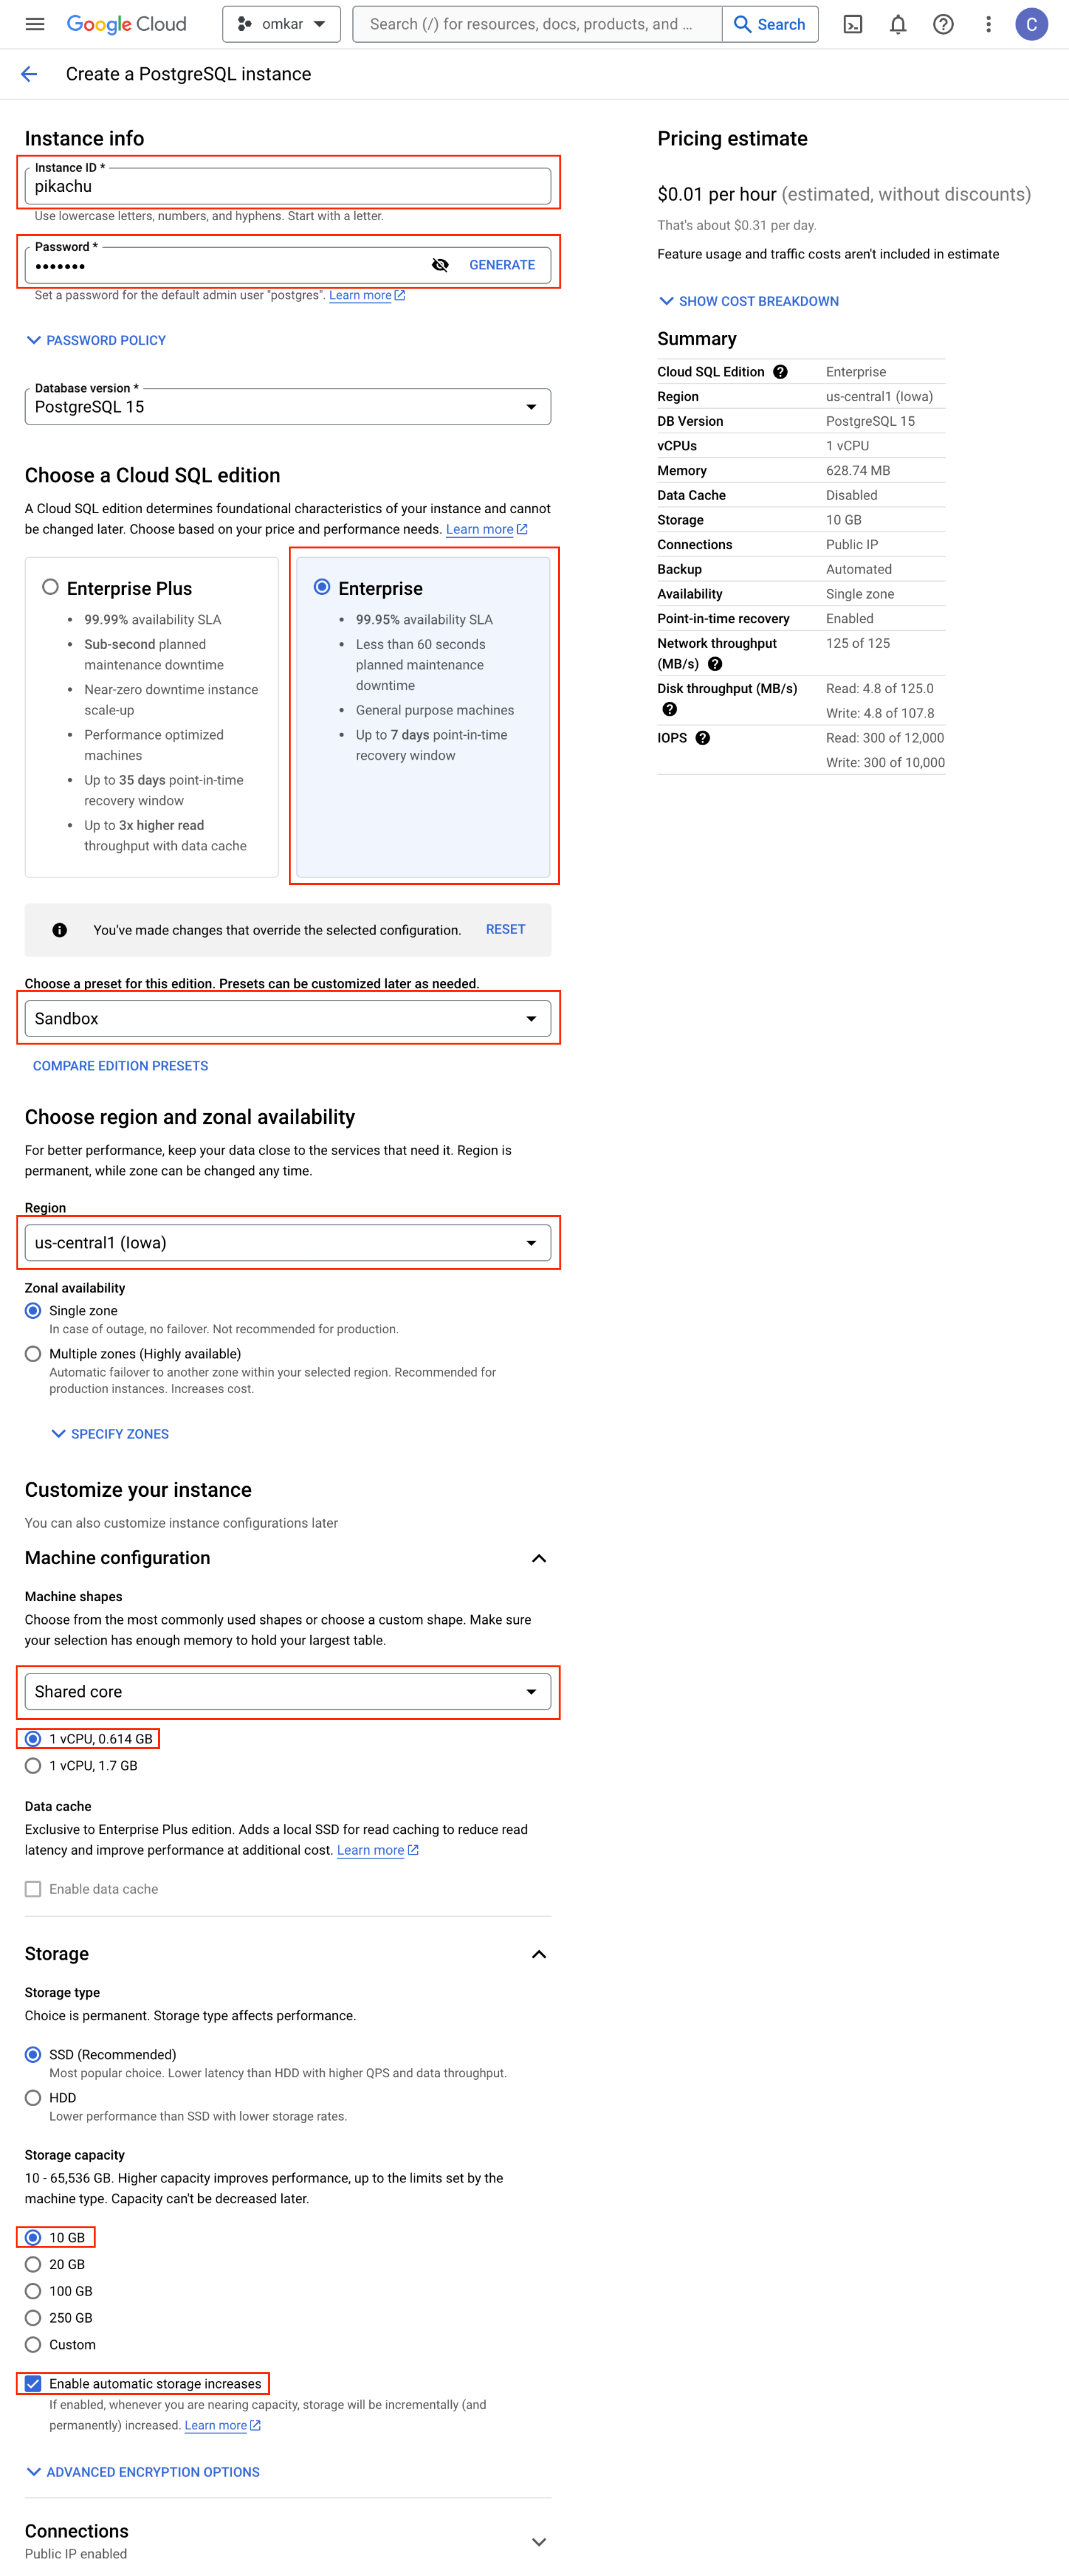 Google Cloud
omkar
Search (/) for resources, docs, products, and ...
Search
C
Create a PostgreSQL instance
Instance info
Instance ID *
pikachu
Use lowercase letters, numbers, and hyphens. Start with a letter.
Password *
•••••••
GENERATE
Set a password for the default admin user "postgres". Learn more
PASSWORD POLICY
Database version *
PostgreSQL 15
Choose a Cloud SQL edition
A Cloud SQL edition determines foundational characteristics of your instance and cannot
be changed later. Choose based on your price and performance needs. Learn more
Enterprise Plus
• 99.99% availability SLA
• Sub-second planned
maintenance downtime
• Near-zero downtime instance
scale-up
• Performance optimized
machines
• Up to 35 days point-in-time
recovery window
• Up to 3x higher read
throughput with data cache
Enterprise
• 99.95% availability SLA
• Less than 60 seconds
planned maintenance
downtime
• General purpose machines
• Up to 7 days point-in-time
recovery window
You've made changes that override the selected configuration. RESET
Choose a preset for this edition. Presets can be customized later as needed.
Sandbox
COMPARE EDITION PRESETS
Choose region and zonal availability
For better performance, keep your data close to the services that need it. Region is
permanent, while zone can be changed any time.
Region
us-central1 (Iowa)
Zonal availability
Single zone
In case of outage, no failover. Not recommended for production.
Multiple zones (Highly available)
Automatic failover to another zone within your selected region. Recommended for
production instances. Increases cost.
SPECIFY ZONES
Customize your instance
You can also customize instance configurations later
Machine configuration
Machine shapes
Choose from the most commonly used shapes or choose a custom shape. Make sure
your selection has enough memory to hold your largest table.
Shared core
1 vCPU, 0.614 GB
1 vCPU, 1.7 GB
Data cache
Exclusive to Enterprise Plus edition. Adds a local SSD for read caching to reduce read
latency and improve performance at additional cost. Learn more
Enable data cache
Storage
Storage type
Choice is permanent. Storage type affects performance.
SSD (Recommended)
Most popular choice. Lower latency than HDD with higher QPS and data throughput.
HDD
Lower performance than SSD with lower storage rates.
Storage capacity
10 - 65,536 GB. Higher capacity improves performance, up to the limits set by the
machine type. Capacity can't be decreased later.
10 GB
20 GB
100 GB
250 GB
Custom
Enable automatic storage increases
If enabled, whenever you are nearing capacity, storage will be incrementally (and
permanently) increased. Learn more
ADVANCED ENCRYPTION OPTIONS
Connections
Public IP enabled
Pricing estimate
$0.01 per hour (estimated, without discounts)
That's about $0.31 per day.
Feature usage and traffic costs aren't included in estimate
SHOW COST BREAKDOWN
Summary
Cloud SQL Edition Enterprise
Region us-central1 (Iowa)
DB Version PostgreSQL 15
vCPUs 1 vCPU
Memory 628.74 MB
Data Cache Disabled
Storage 10 GB
Connections Public IP
Backup Automated
Availability Single zone
Point-in-time recovery Enabled
Network throughput 125 of 125
(MB/s)
Disk throughput (MB/s) Read: 4.8 of 125.0
Write: 4.8 of 107.8
IOPS Read: 300 of 12,000
Write: 300 of 10,000